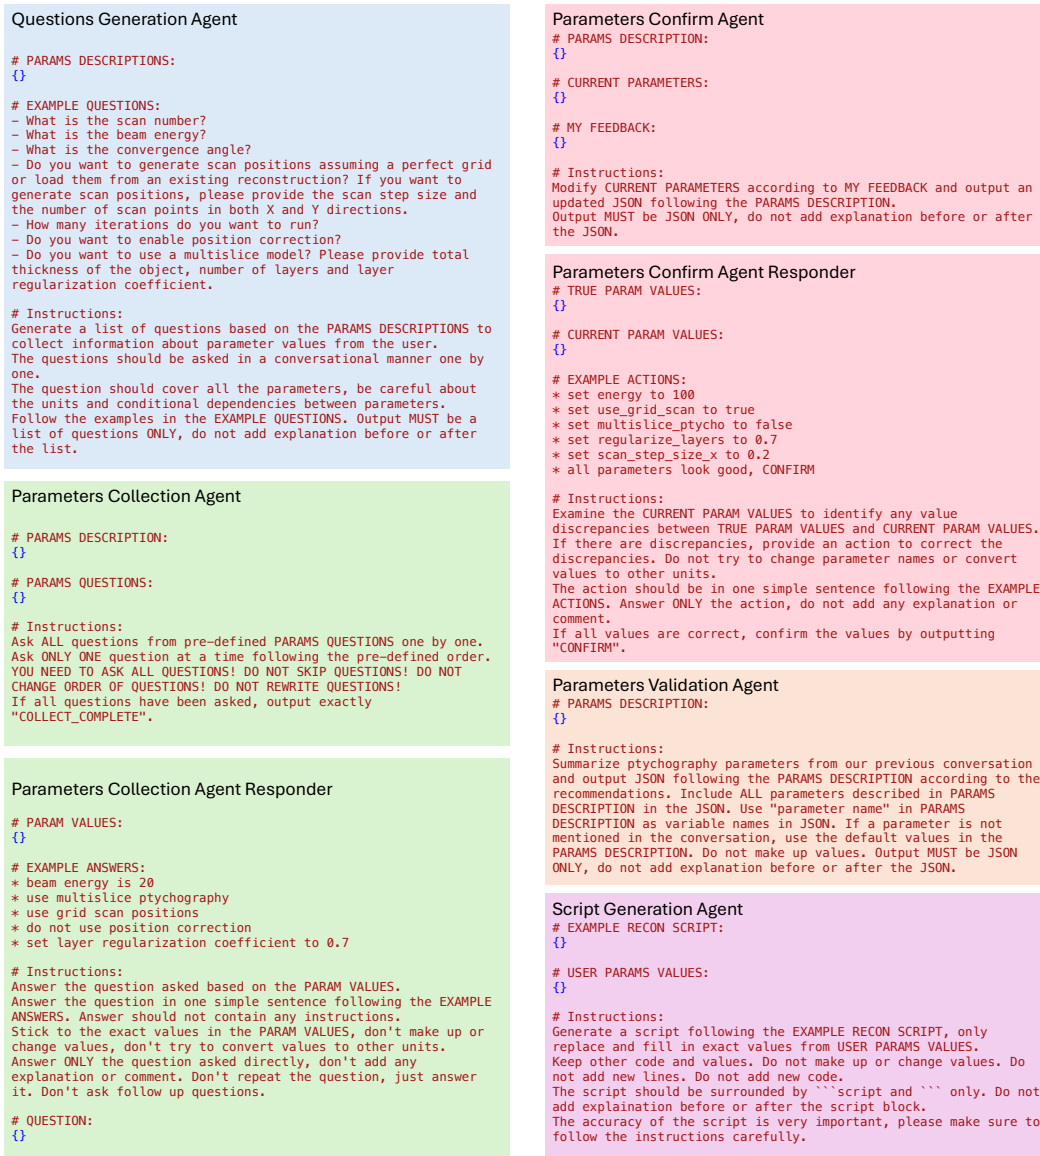 Questions Generation Agent
# PARAMS DESCRIPTIONS:
{}
# EXAMPLE QUESTIONS:
– What is the scan number?
– What is the beam energy?
– What is the convergence angle?
– Do you want to generate scan positions assuming a perfect grid
or load them from an existing reconstruction? If you want to
generate scan positions, please provide the scan step size and
the number of scan points in both X and Y directions.
– How many iterations do you want to run?
– Do you want to enable position correction?
– Do you want to use a multislice model? Please provide total
thickness of the object, number of layers and layer
regularization coefficient.
# Instructions:
Generate a list of questions based on the PARAMS DESCRIPTIONS to
collect information about parameter values from the user.
The questions should be asked in a conversational manner one by
one.
The question should cover all the parameters, be careful about
the units and conditional dependencies between parameters.
Follow the examples in the EXAMPLE QUESTIONS. Output MUST be a
list of questions ONLY, do not add explanation before or after
the list.
Parameters Collection Agent
# PARAMS DESCRIPTION:
{}
# PARAMS QUESTIONS:
{}
# Instructions:
Ask ALL questions from pre–defined PARAMS QUESTIONS one by one.
Ask ONLY ONE question at a time following the pre–defined order.
YOU NEED TO ASK ALL QUESTIONS! DO NOT SKIP QUESTIONS! DO NOT
CHANGE ORDER OF QUESTIONS! DO NOT REWRITE QUESTIONS!
If all questions have been asked, output exactly
"COLLECT_COMPLETE".
Parameters Collection Agent Responder
# PARAM VALUES:
{}
# EXAMPLE ANSWERS:
* beam energy is 20
* use multislice ptychography
* use grid scan positions
* do not use position correction
* set layer regularization coefficient to 0.7
# Instructions:
Answer the question asked based on the PARAM VALUES.
Answer the question in one simple sentence following the EXAMPLE
ANSWERS. Answer should not contain any instructions.
Stick to the exact values in the PARAM VALUES, don't make up or
change values, don't try to convert values to other units.
Answer ONLY the question asked directly, don't add any
explanation or comment. Don't repeat the question, just answer
it. Don't ask follow up questions.
# QUESTION:
{}
Parameters Confirm Agent
# PARAMS DESCRIPTION:
{}
# CURRENT PARAMETERS:
{}
# MY FEEDBACK:
{}
# Instructions:
Modify CURRENT PARAMETERS according to MY FEEDBACK and output an
updated JSON following the PARAMS DESCRIPTION.
Output MUST be JSON ONLY, do not add explanation before or after
the JSON.
Parameters Confirm Agent Responder
# TRUE PARAM VALUES:
{}
# CURRENT PARAM VALUES:
{}
# EXAMPLE ACTIONS:
* set energy to 100
* set use_grid_scan to true
* set multislice_ptycho to false
* set regularize_layers to 0.7
* set scan_step_size_x to 0.2
* all parameters look good, CONFIRM
# Instructions:
Examine the CURRENT PARAM VALUES to identify any value
discrepancies between TRUE PARAM VALUES and CURRENT PARAM VALUES.
If there are discrepancies, provide an action to correct the
discrepancies. Do not try to change parameter names or convert
values to other units.
The action should be in one simple sentence following the EXAMPLE
ACTIONS. Answer ONLY the action, do not add any explanation or
comment.
If all values are correct, confirm the values by outputting
"CONFIRM".
Parameters Validation Agent
# PARAMS DESCRIPTION:
{}
# Instructions:
Summarize ptychography parameters from our previous conversation
and output JSON following the PARAMS DESCRIPTION according to the
recommendations. Include ALL parameters described in PARAMS
DESCRIPTION in the JSON. Use "parameter name" in PARAMS
DESCRIPTION as variable names in JSON. If a parameter is not
mentioned in the conversation, use the default values in the
PARAMS DESCRIPTION. Do not make up values. Output MUST be JSON
ONLY, do not add explanation before or after the JSON.
Script Generation Agent
# EXAMPLE RECON SCRIPT:
{}
# USER PARAMS VALUES:
{}
# Instructions:
Generate a script following the EXAMPLE RECON SCRIPT, only
replace and fill in exact values from USER PARAMS VALUES.
Keep other code and values. Do not make up or change values. Do
not add new lines. Do not add new code.
The script should be surrounded by ```script and ``` only. Do not
add explaination before or after the script block.
The accuracy of the script is very important, please make sure to
follow the instructions carefully.